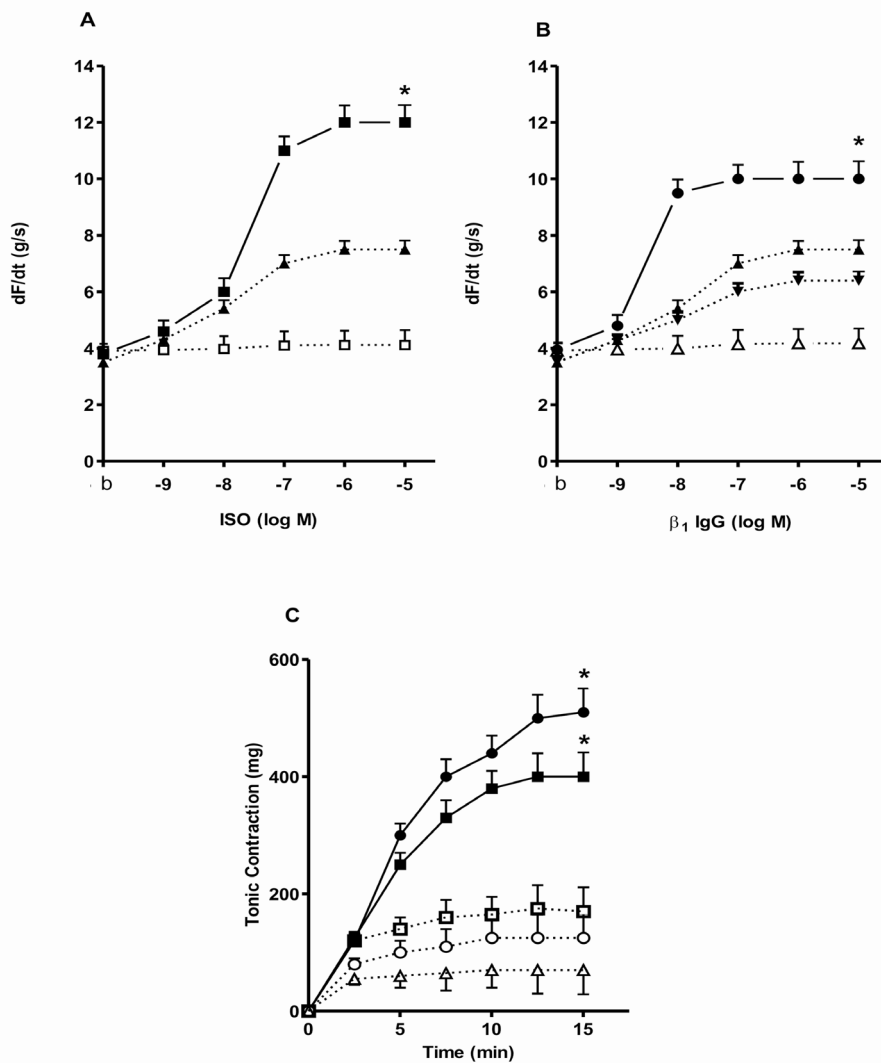 A
14
12
10
8
6
4
2
0
dF/dt (g/s)
*
b -9 -8 -7 -6 -5
ISO (log M)
B
14
12
10
8
6
4
2
0
dF/dt (g/s)
*
b -9 -8 -7 -6 -5
β1 IgG (log M)
C
600
400
200
0
Tonic Contraction (mg)
*
*
0 5 10 15
Time (min)